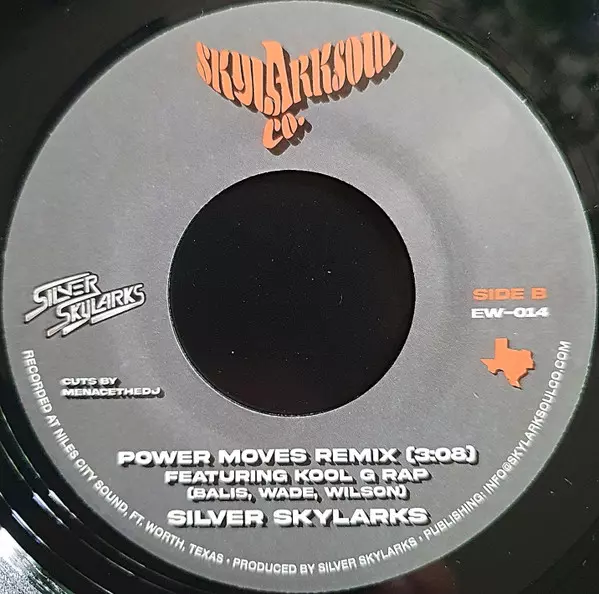 SKYLARKSOUL
CO.
SILVER
SKYLARKS
SIDE B
EW-014
CUTS BY
MENACETHEDJ
POWER MOVES REMIX (3:08)
FEATURING KOOL G RAP
(BALIS, WADE, WILSON)
SILVER SKYLARKS
RECORDED AT NILES CITY SOUND, FT. WORTH, TEXAS • PRODUCED BY SILVER SKYLARKS • PUBLISHING: INFO@SKYLARKSOULCO.COM